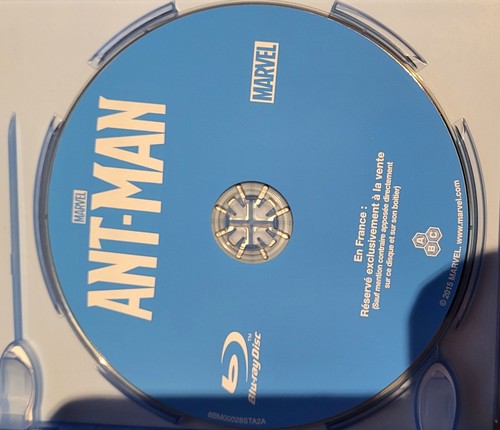 MARVEL
ANT-MAN
MARVEL
En France :
Réservé exclusivement à la vente
(Sauf mention contraire apposée directement
sur ce disque et sur son boîtier)
A
B C
Blu-ray Disc
TM
© 2015 MARVEL. www.marvel.com